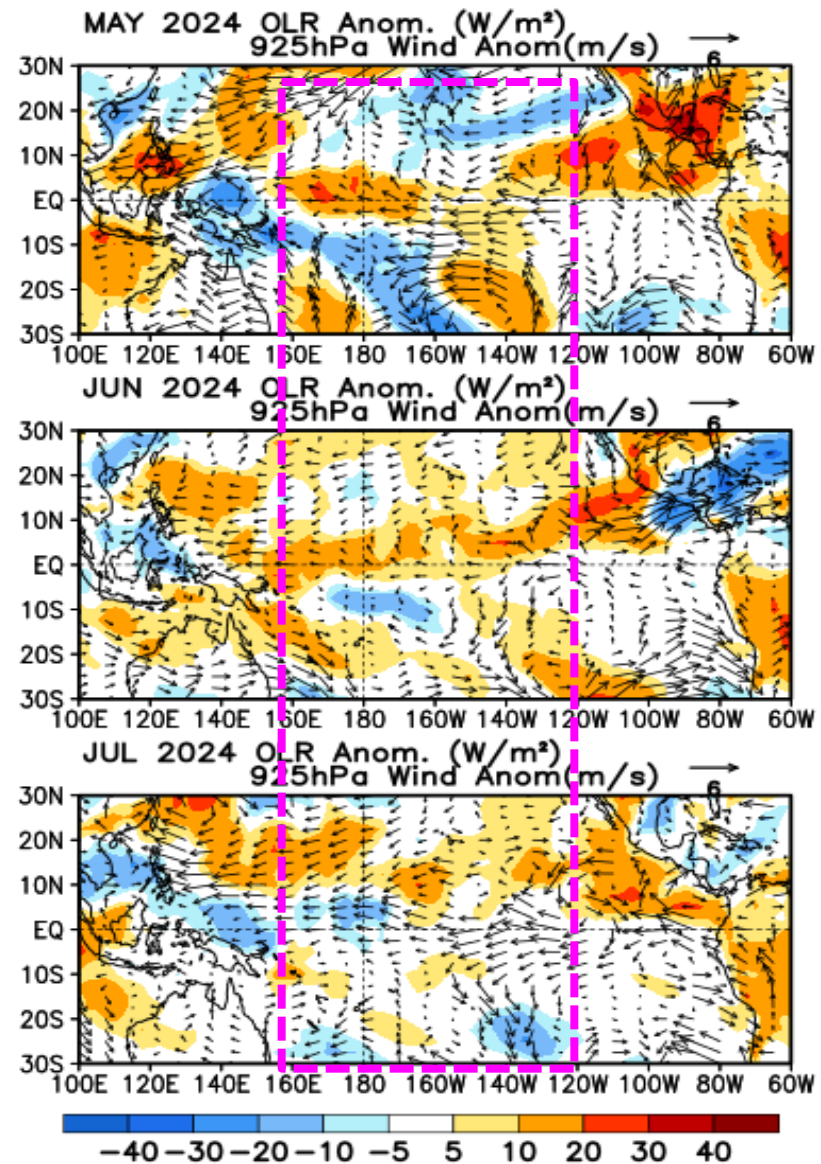 MAY 2024 OLR Anom. (W/m²)
925hPa Wind Anom(m/s)
6
30N
20N
10N
EQ
10S
20S
30S
100E 120E 140E 160E 180 160W 140W 120W 100W 80W 60W
JUN 2024 OLR Anom. (W/m²)
925hPa Wind Anom(m/s)
6
30N
20N
10N
EQ
10S
20S
30S
100E 120E 140E 160E 180 160W 140W 120W 100W 80W 60W
JUL 2024 OLR Anom. (W/m²)
925hPa Wind Anom(m/s)
6
30N
20N
10N
EQ
10S
20S
30S
100E 120E 140E 160E 180 160W 140W 120W 100W 80W 60W
−40 −30 −20 −10 −5 5 10 20 30 40